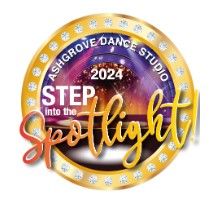 ASHGROVE DANCE STUDIO
2024
STEP
into the
Spotlight!